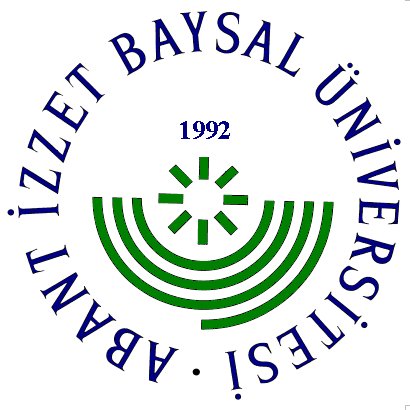 ABANT İZZET BAYSAL ÜNİVERSİTESİ •
1992